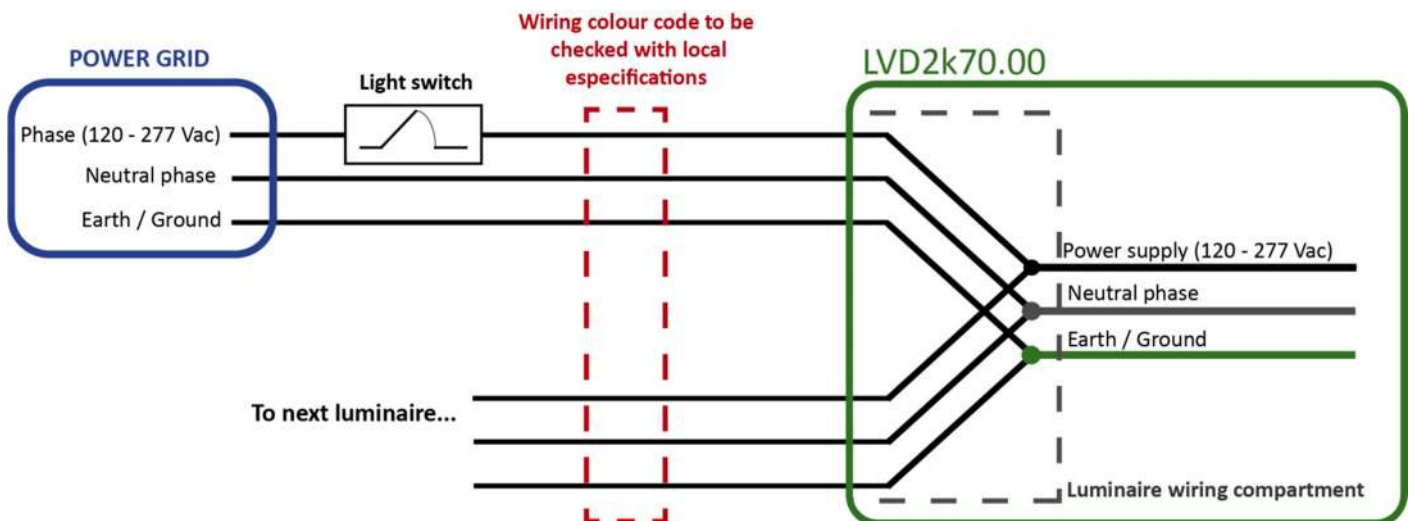 Wiring colour code to be
checked with local
especifications
POWER GRID
Light switch
LVD2k70.00
Phase (120 - 277 Vac)
Neutral phase
Earth / Ground
Power supply (120 - 277 Vac)
Neutral phase
Earth / Ground
To next luminaire...
Luminaire wiring compartment